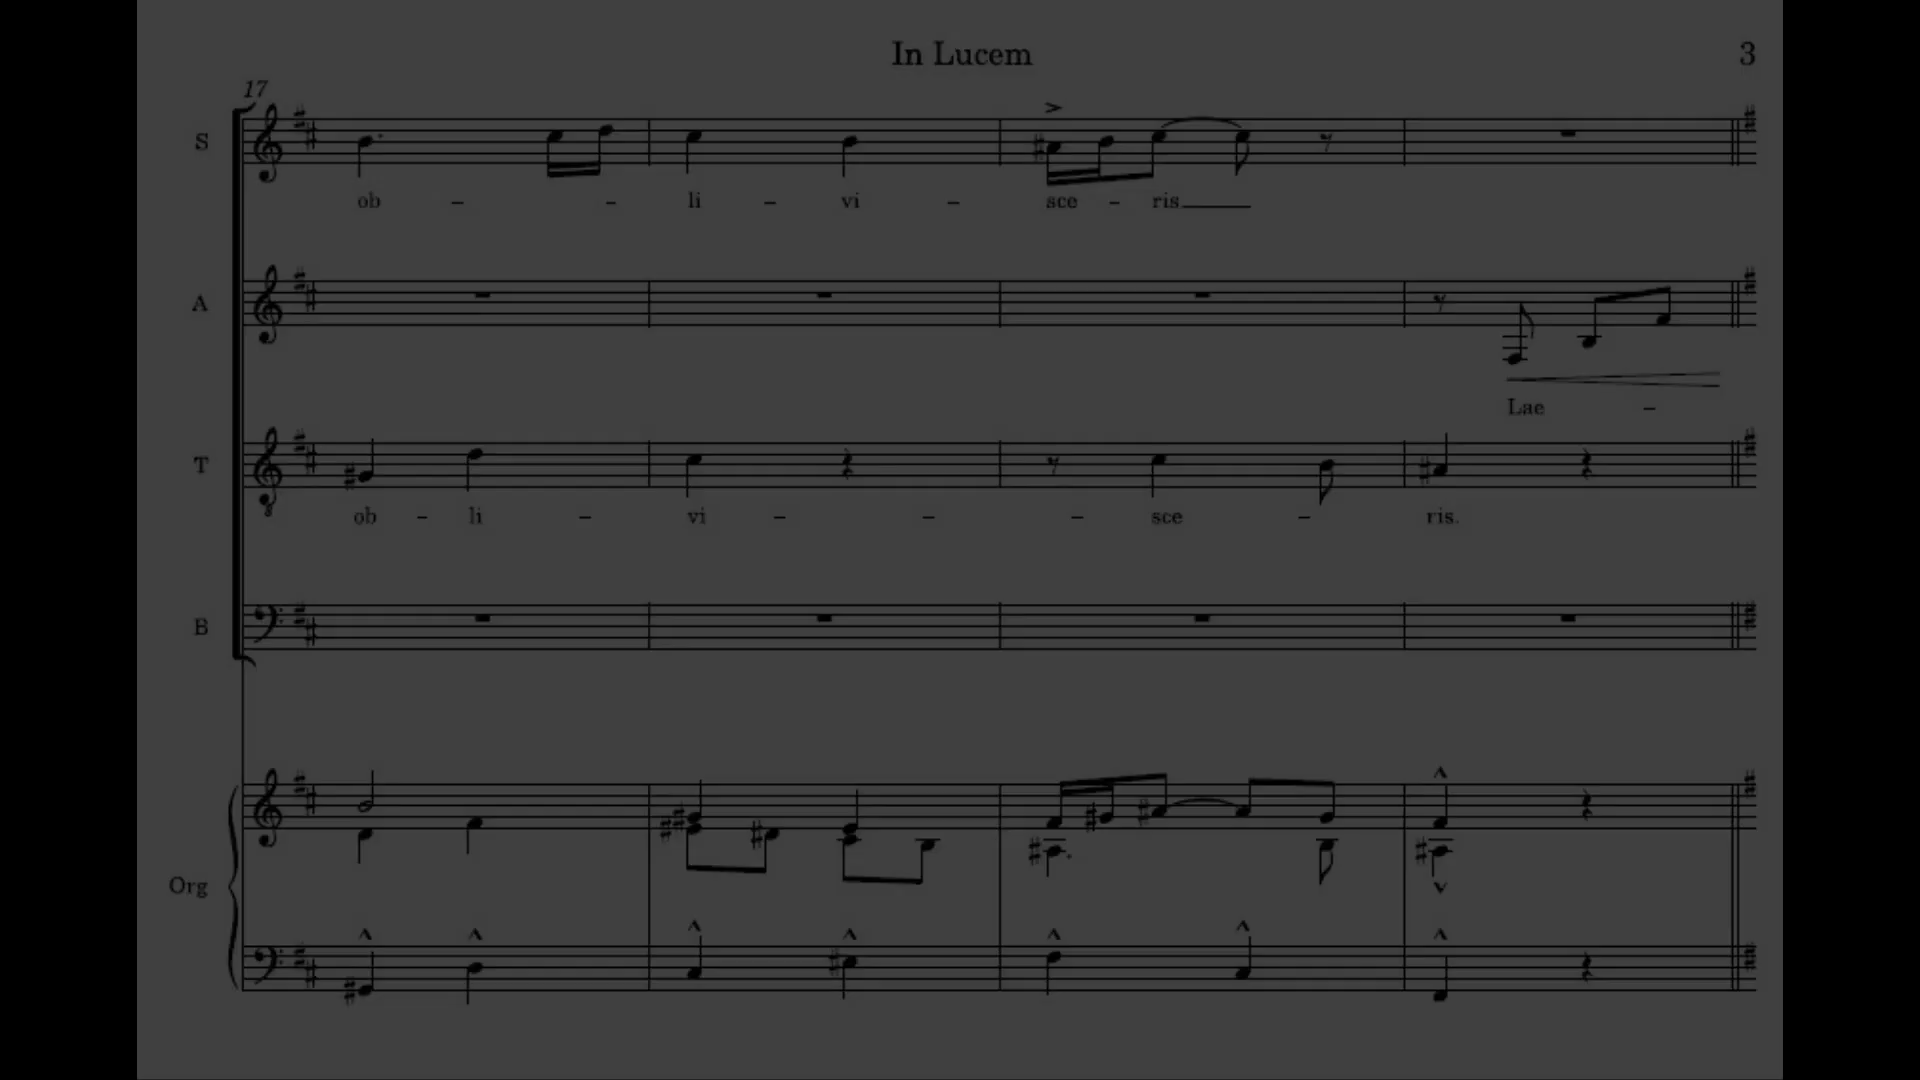 In Lucem
3
17
S
ob - - li - vi - sce - ris
A
Lae -
T
ob - li - vi - - - sce - ris.
B
Org